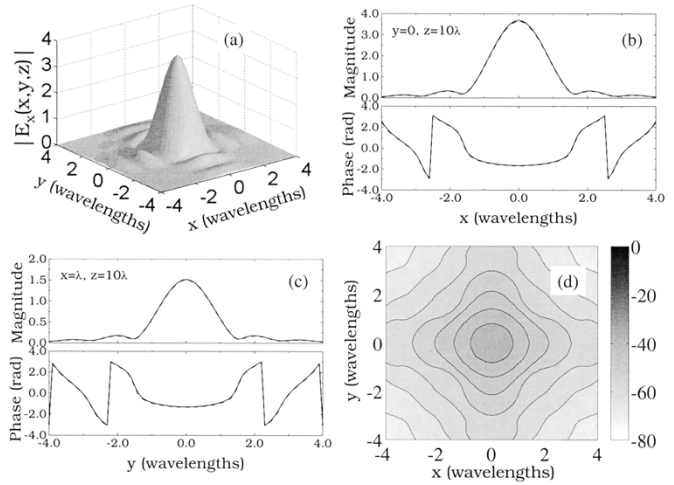 (a)
|E_x(x,y,z)|
4
3
2
1
0
4
2
0
-2
-4
y (wavelengths)
-4
-2
0
2
4
x (wavelengths)
(b)
y=0, z=10λ
Magnitude
4.0
3.0
2.0
1.0
0.0
Phase (rad)
4.0
2.0
0.0
-2.0
-4.0
-4.0 -2.0 0.0 2.0 4.0
x (wavelengths)
(c)
x=λ, z=10λ
Magnitude
2.0
1.5
1.0
0.5
0.0
Phase (rad)
4.0
2.0
0.0
-2.0
-4.0
-4.0 -2.0 0.0 2.0 4.0
y (wavelengths)
(d)
y (wavelengths)
4
2
0
-2
-4
-4 -2 0 2 4
x (wavelengths)
0
-20
-40
-60
-80